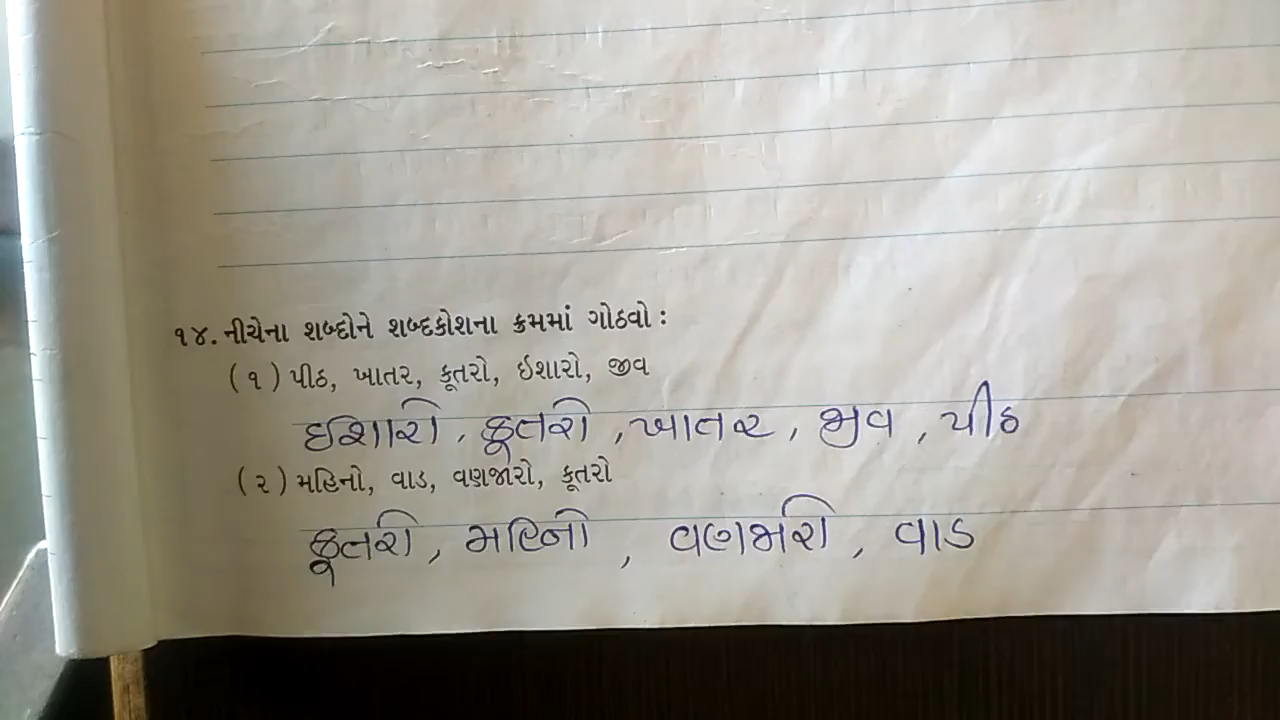 ૧૪. નીચેના શબ્દોને શબ્દકોશના ક્રમમાં ગોઠવો :
(૧) પીઠ, ખાતર, કૂતરો, ઈશારો, જીવ
ઈશારો, કૂતરો, ખાતર, જીવ, પીઠ
(૨) મહિનો, વાડ, વણજારો, કૂતરો
કૂતરો, મહિનો, વણજારો, વાડ